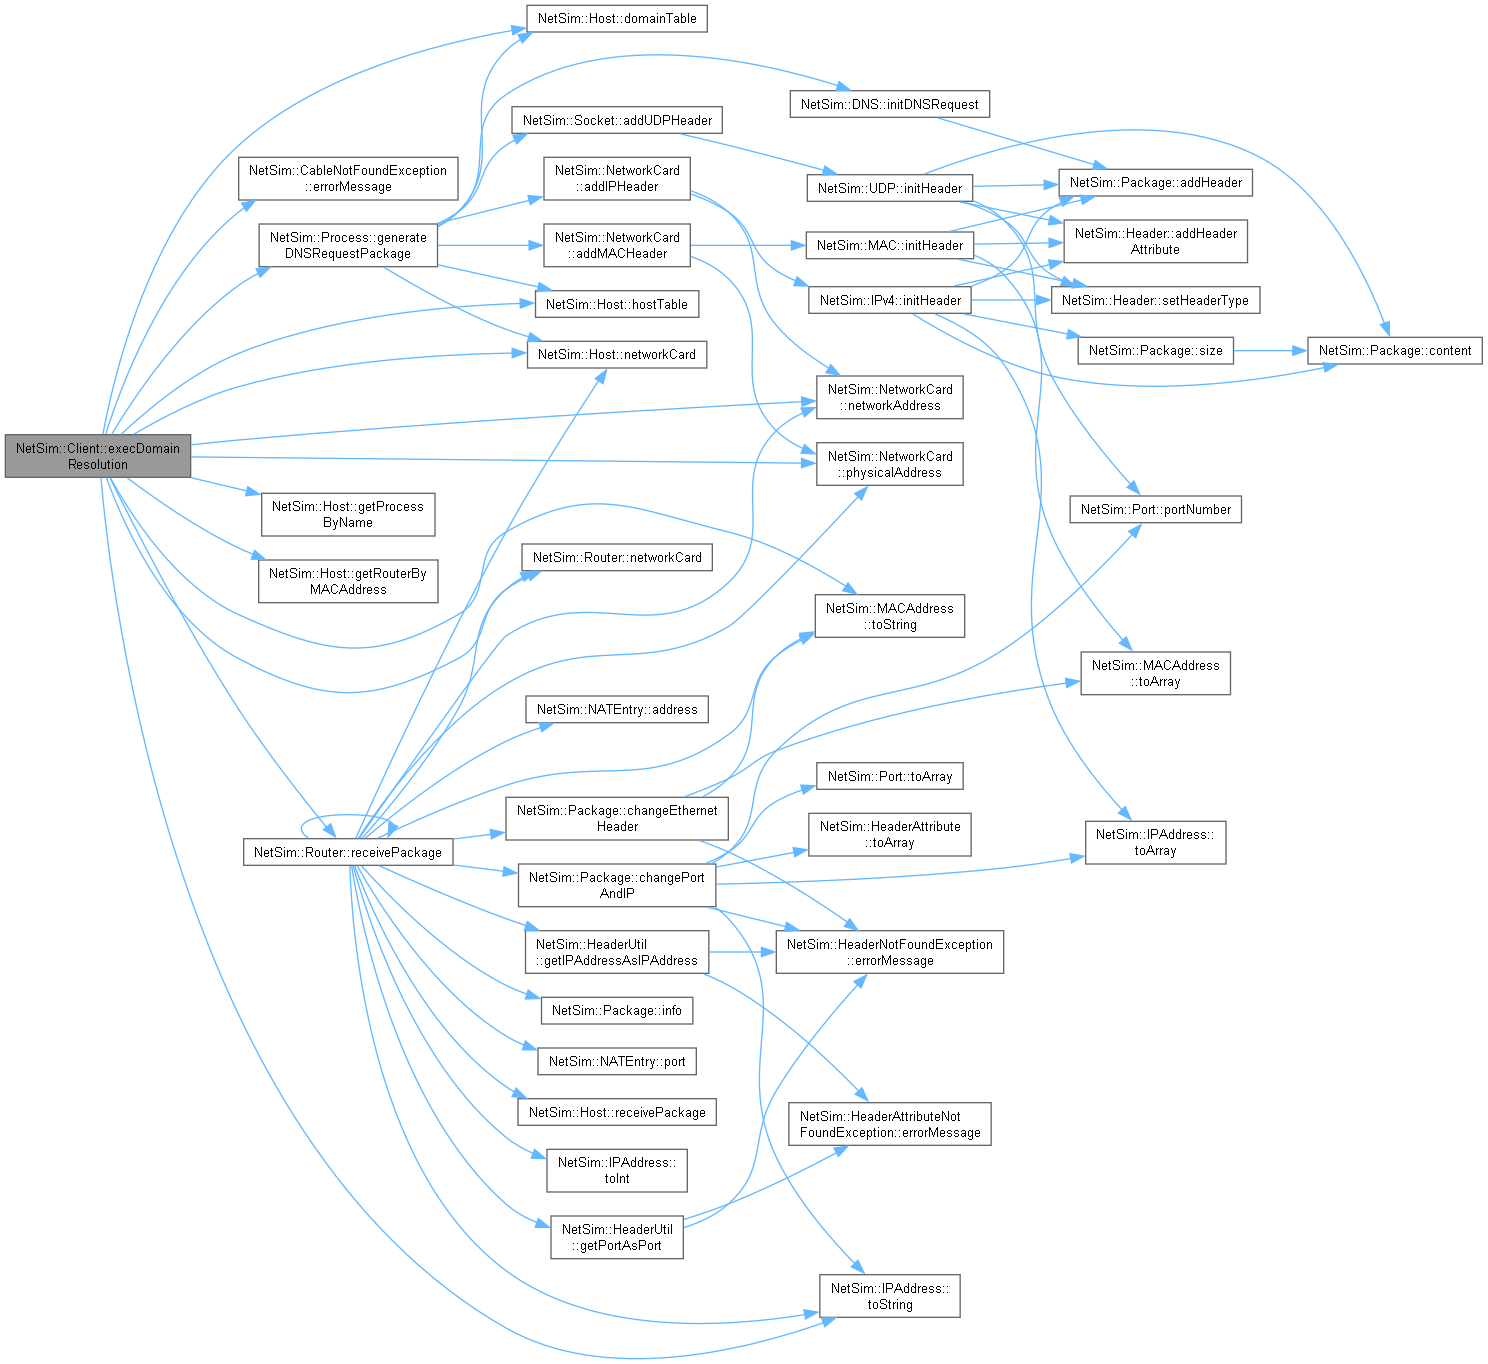 NetSim::Host::domainTable
NetSim::DNS::initDNSRequest
NetSim::Socket::addUDPHeader
NetSim::CableNotFoundException
::errorMessage
NetSim::NetworkCard
::addIPHeader
NetSim::UDP::initHeader
NetSim::Package::addHeader
NetSim::Process::generate
DNSRequestPackage
NetSim::NetworkCard
::addMACHeader
NetSim::MAC::initHeader
NetSim::Header::addHeader
Attribute
NetSim::Host::hostTable
NetSim::IPv4::initHeader
NetSim::Header::setHeaderType
NetSim::Host::networkCard
NetSim::Package::size
NetSim::Package::content
NetSim::NetworkCard
::networkAddress
NetSim::Client::execDomain
Resolution
NetSim::NetworkCard
::physicalAddress
NetSim::Host::getProcess
ByName
NetSim::Port::portNumber
NetSim::Router::networkCard
NetSim::Host::getRouterBy
MACAddress
NetSim::MACAddress
::toString
NetSim::MACAddress
::toArray
NetSim::NATEntry::address
NetSim::Port::toArray
NetSim::Package::changeEthernet
Header
NetSim::HeaderAttribute
::toArray
NetSim::IPAddress::
toArray
NetSim::Router::receivePackage
NetSim::Package::changePort
AndIP
NetSim::HeaderUtil
::getIPAddressAsIPAddress
NetSim::HeaderNotFoundException
::errorMessage
NetSim::Package::info
NetSim::NATEntry::port
NetSim::Host::receivePackage
NetSim::HeaderAttributeNot
FoundException::errorMessage
NetSim::IPAddress::
toInt
NetSim::HeaderUtil
::getPortAsPort
NetSim::IPAddress::
toString